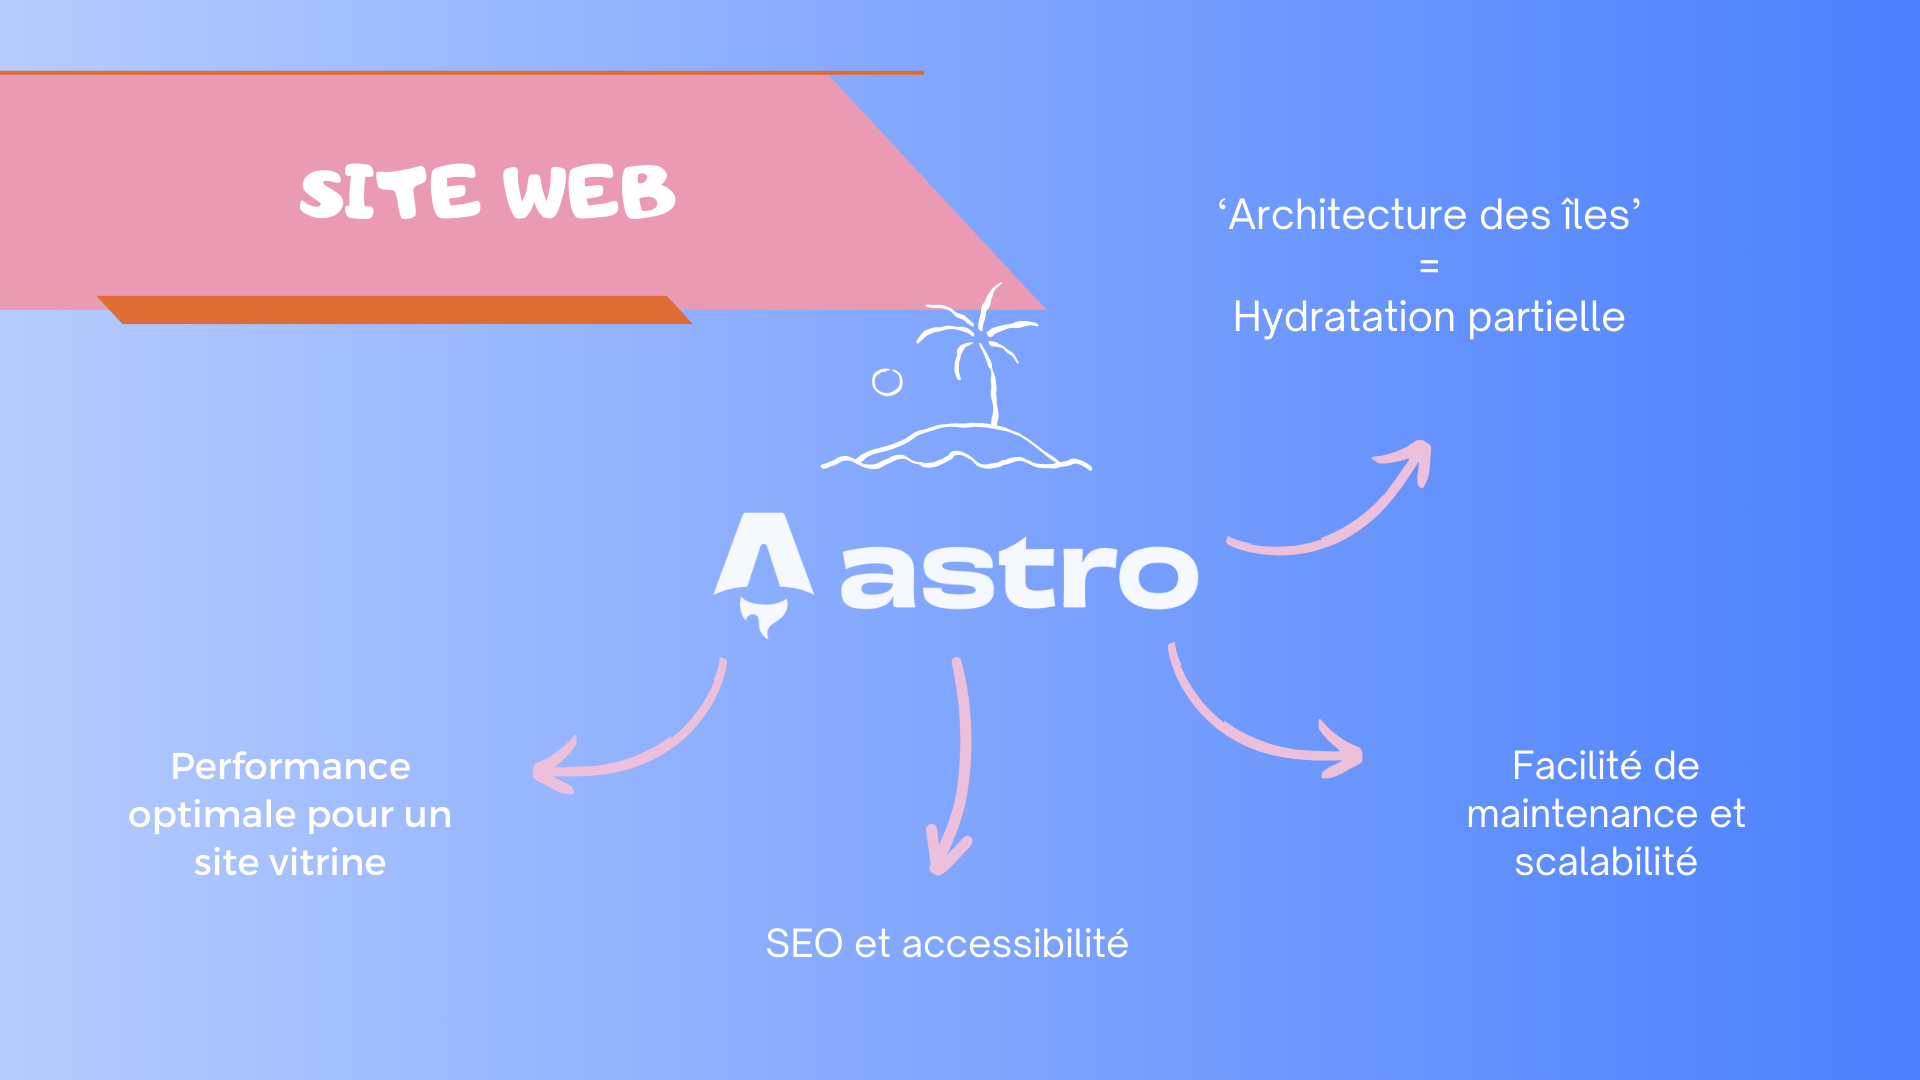 SITE WEB
‘Architecture des îles’
=
Hydratation partielle
astro
Performance
optimale pour un
site vitrine
SEO et accessibilité
Facilité de
maintenance et
scalabilité